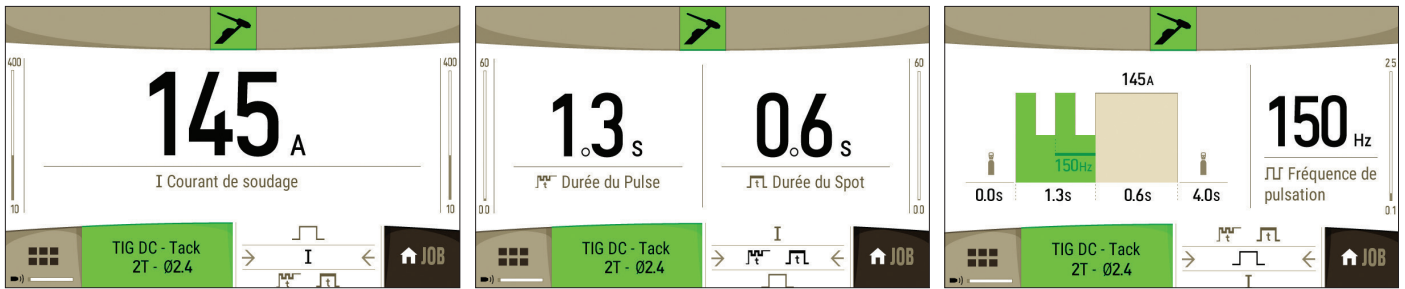 400
400
145 A
I Courant de soudage
10
10
TIG DC - Tack
2T - Ø2.4
I
t
t
JOB
60
60
1.3 s
0.6 s
t Durée du Pulse
t Durée du Spot
0.0
0.0
TIG DC - Tack
2T - Ø2.4
I
t
t
JOB
25
145A
150 Hz
150Hz
Fréquence de
pulsation
0.0s
1.3s
0.6s
4.0s
0.1
TIG DC - Tack
2T - Ø2.4
t
t
I
JOB